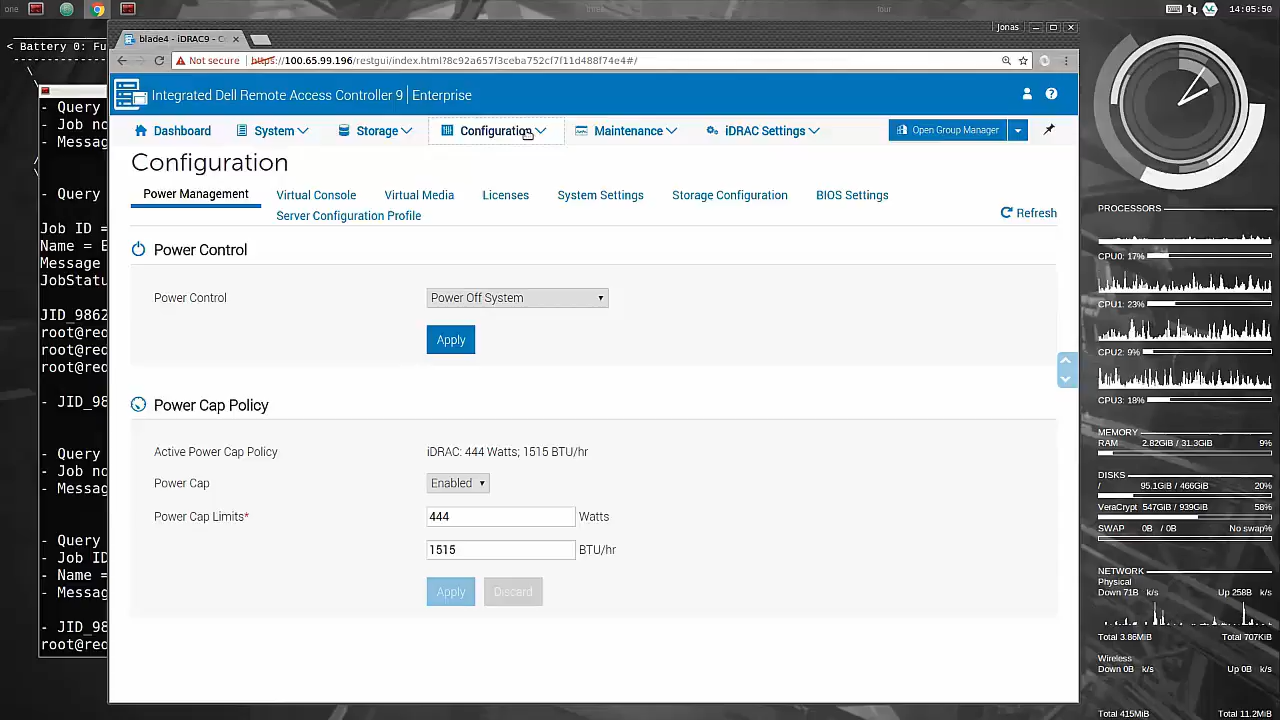 one
three
four
14:05:50
< Battery 0: Fu
Jonas
blade4 - iDRAC9 - C
Not secure https://100.65.99.196/restgui/index.html?8c92a657f3ceba752cf7f11d488f74e4#/
Integrated Dell Remote Access Controller 9 | Enterprise
Dashboard System Storage Configuration Maintenance iDRAC Settings Open Group Manager
Configuration
Power Management Virtual Console Virtual Media Licenses System Settings Storage Configuration BIOS Settings
Server Configuration Profile
Refresh
Power Control
Power Control Power Off System
Apply
Power Cap Policy
Active Power Cap Policy iDRAC: 444 Watts; 1515 BTU/hr
Power Cap Enabled
Power Cap Limits* 444 Watts
1515 BTU/hr
Apply Discard
- Query
- Job no
- Messag
- Query
Job ID =
Name = E
Message
JobStatu
JID_9862
root@red
root@red
root@red
- JID_98
- Query
- Job no
- Messag
- Query
- Job ID
- Name =
- Messag
- JID_98
root@red
PROCESSORS
CPU0: 17%
CPU1: 23%
CPU2: 9%
CPU3: 18%
MEMORY
RAM 2.82GiB / 31.3GiB 9%
DISKS
/ 95.1GiB / 466GiB 20%
VeraCrypt 547GiB / 939GiB 58%
SWAP 0B / 0B No swap%
NETWORK
Physical
Down 71B k/s Up 258B k/s
Total 3.86MiB Total 707KiB
Wireless
Down 0B k/s Up 0B k/s
Total 415MiB Total 11.2MiB